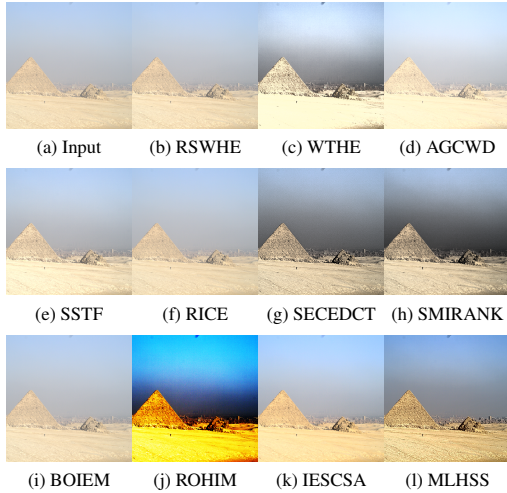 (a) Input (b) RSWHE (c) WTHE (d) AGCWD
(e) SSTF (f) RICE (g) SECEDCT (h) SMIRANK
(i) BOIEM (j) ROHIM (k) IESCSA (l) MLHSS